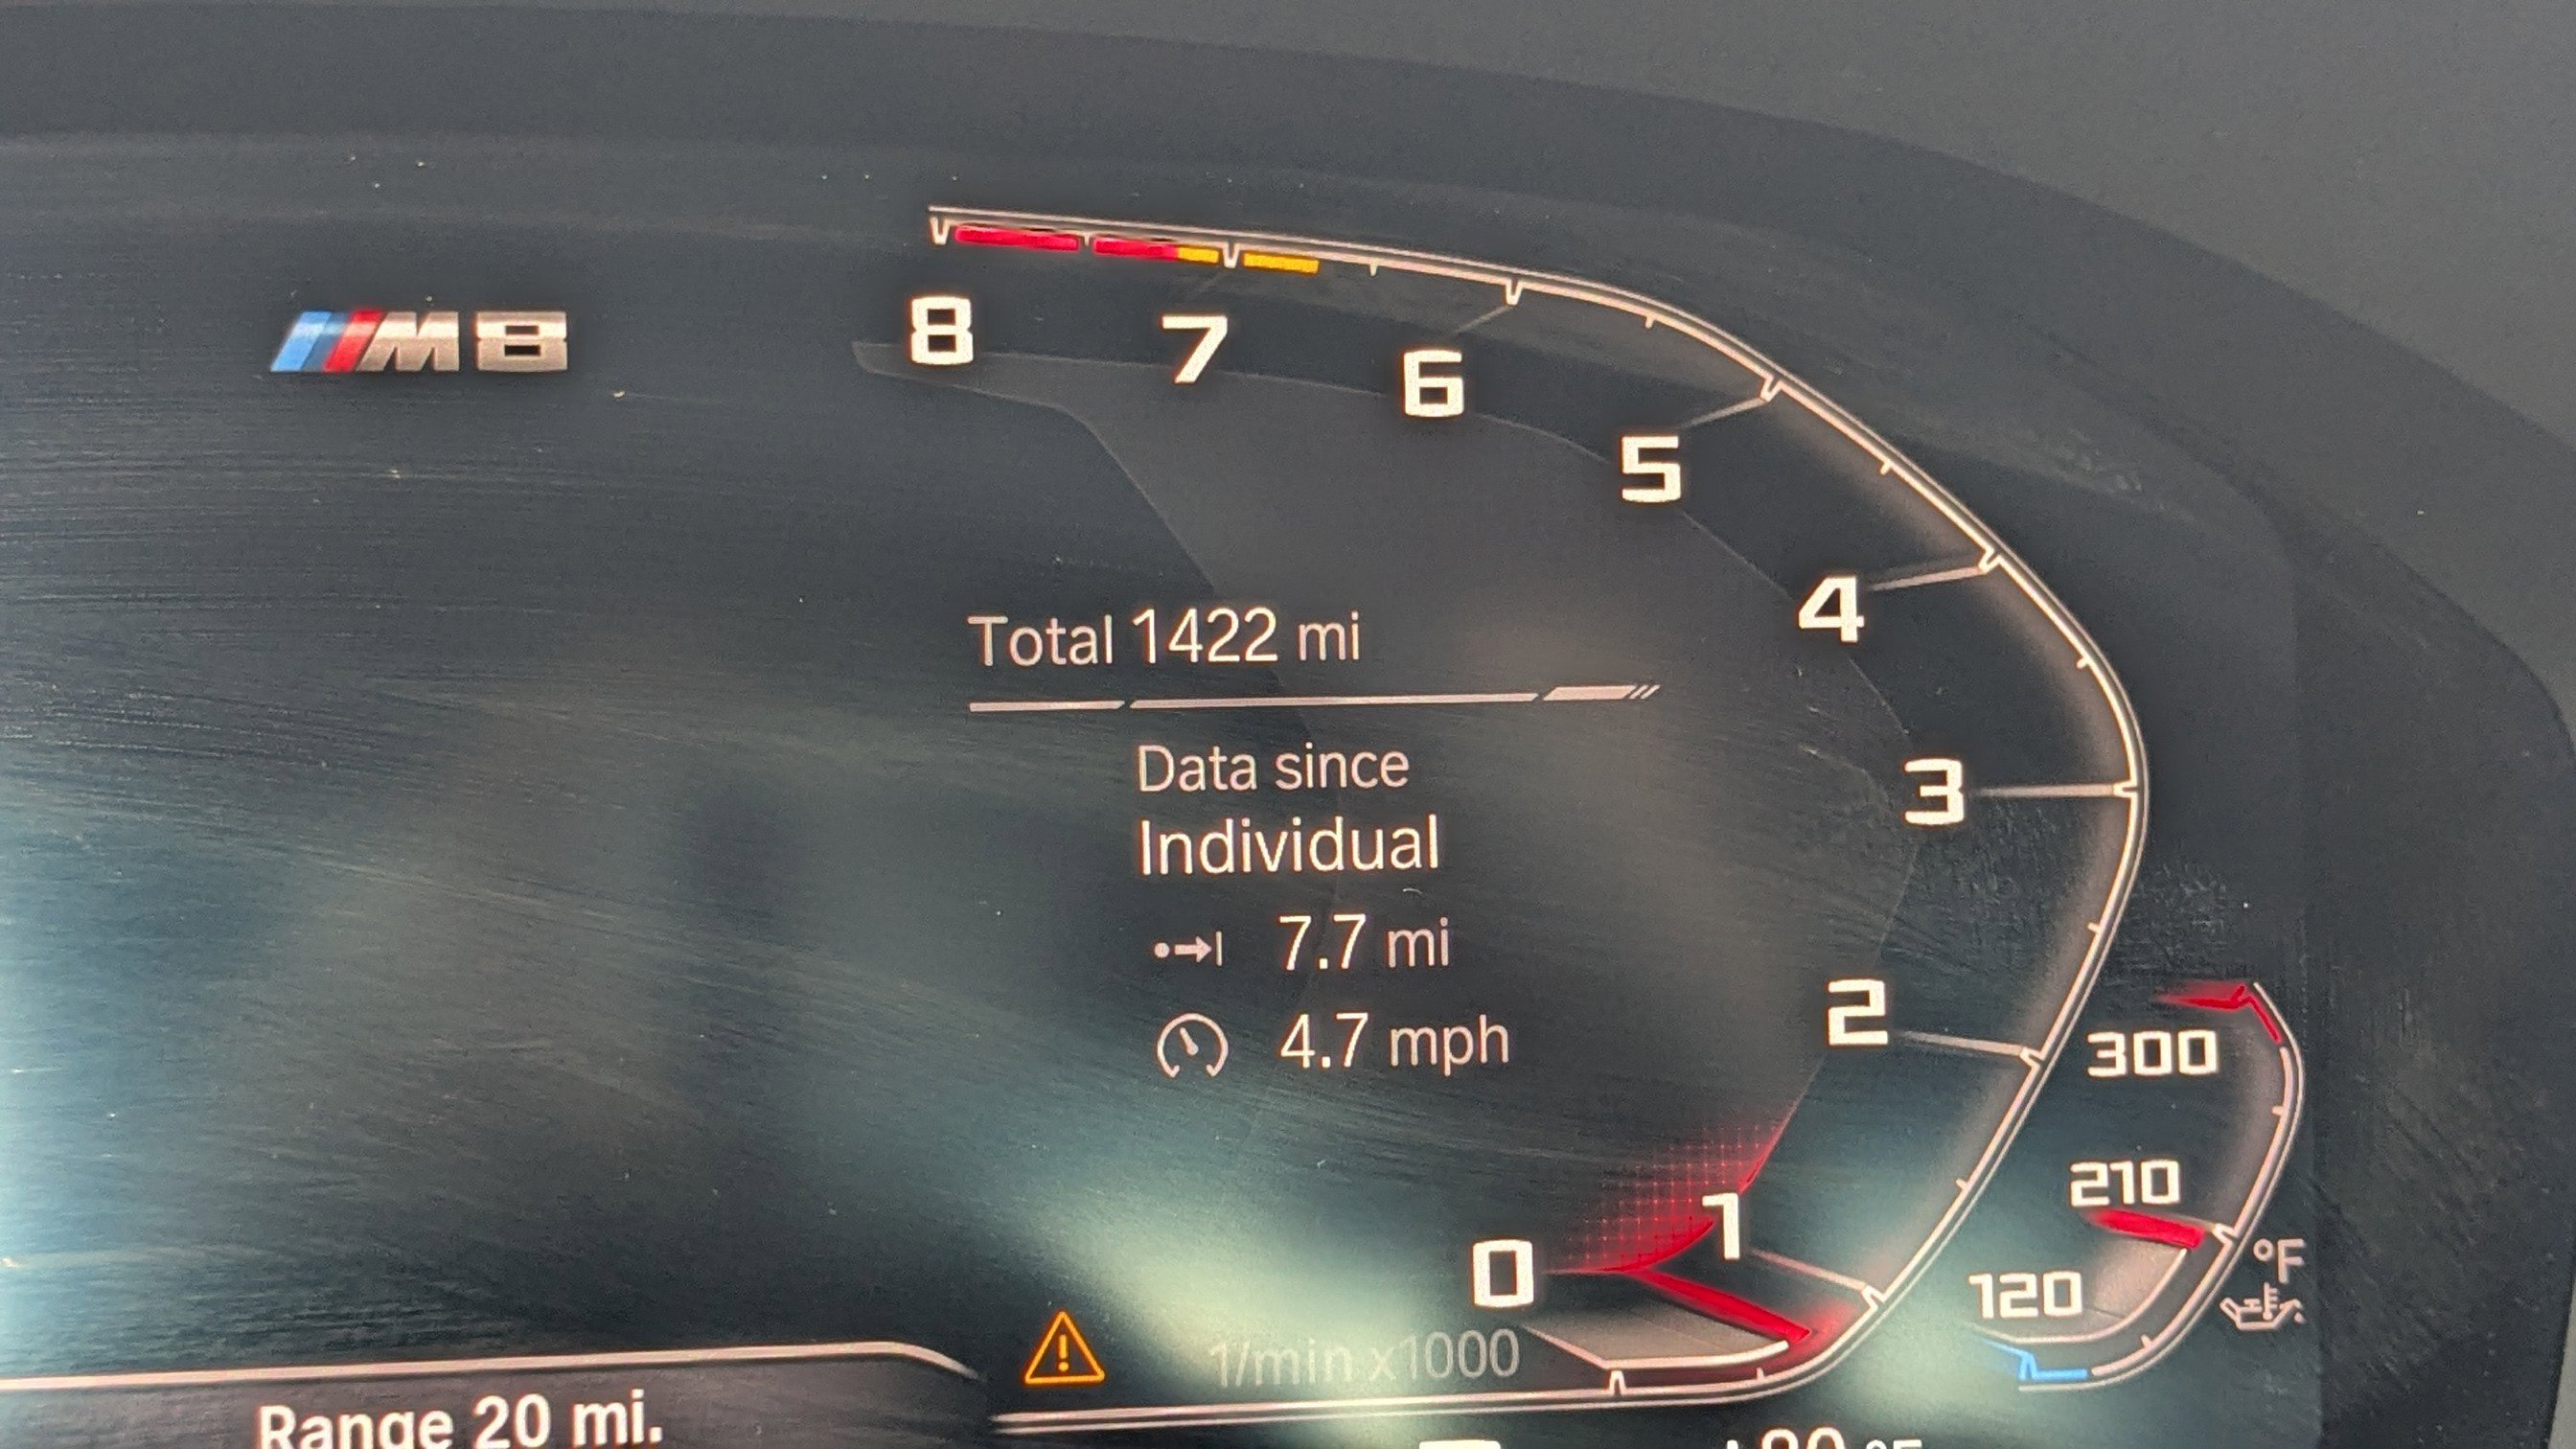 M8
8
7
6
5
4
3
2
1
0
Total 1422 mi
Data since
Individual
7.7 mi
4.7 mph
300
210
120
°F
1/min x1000
Range 20 mi.
°F